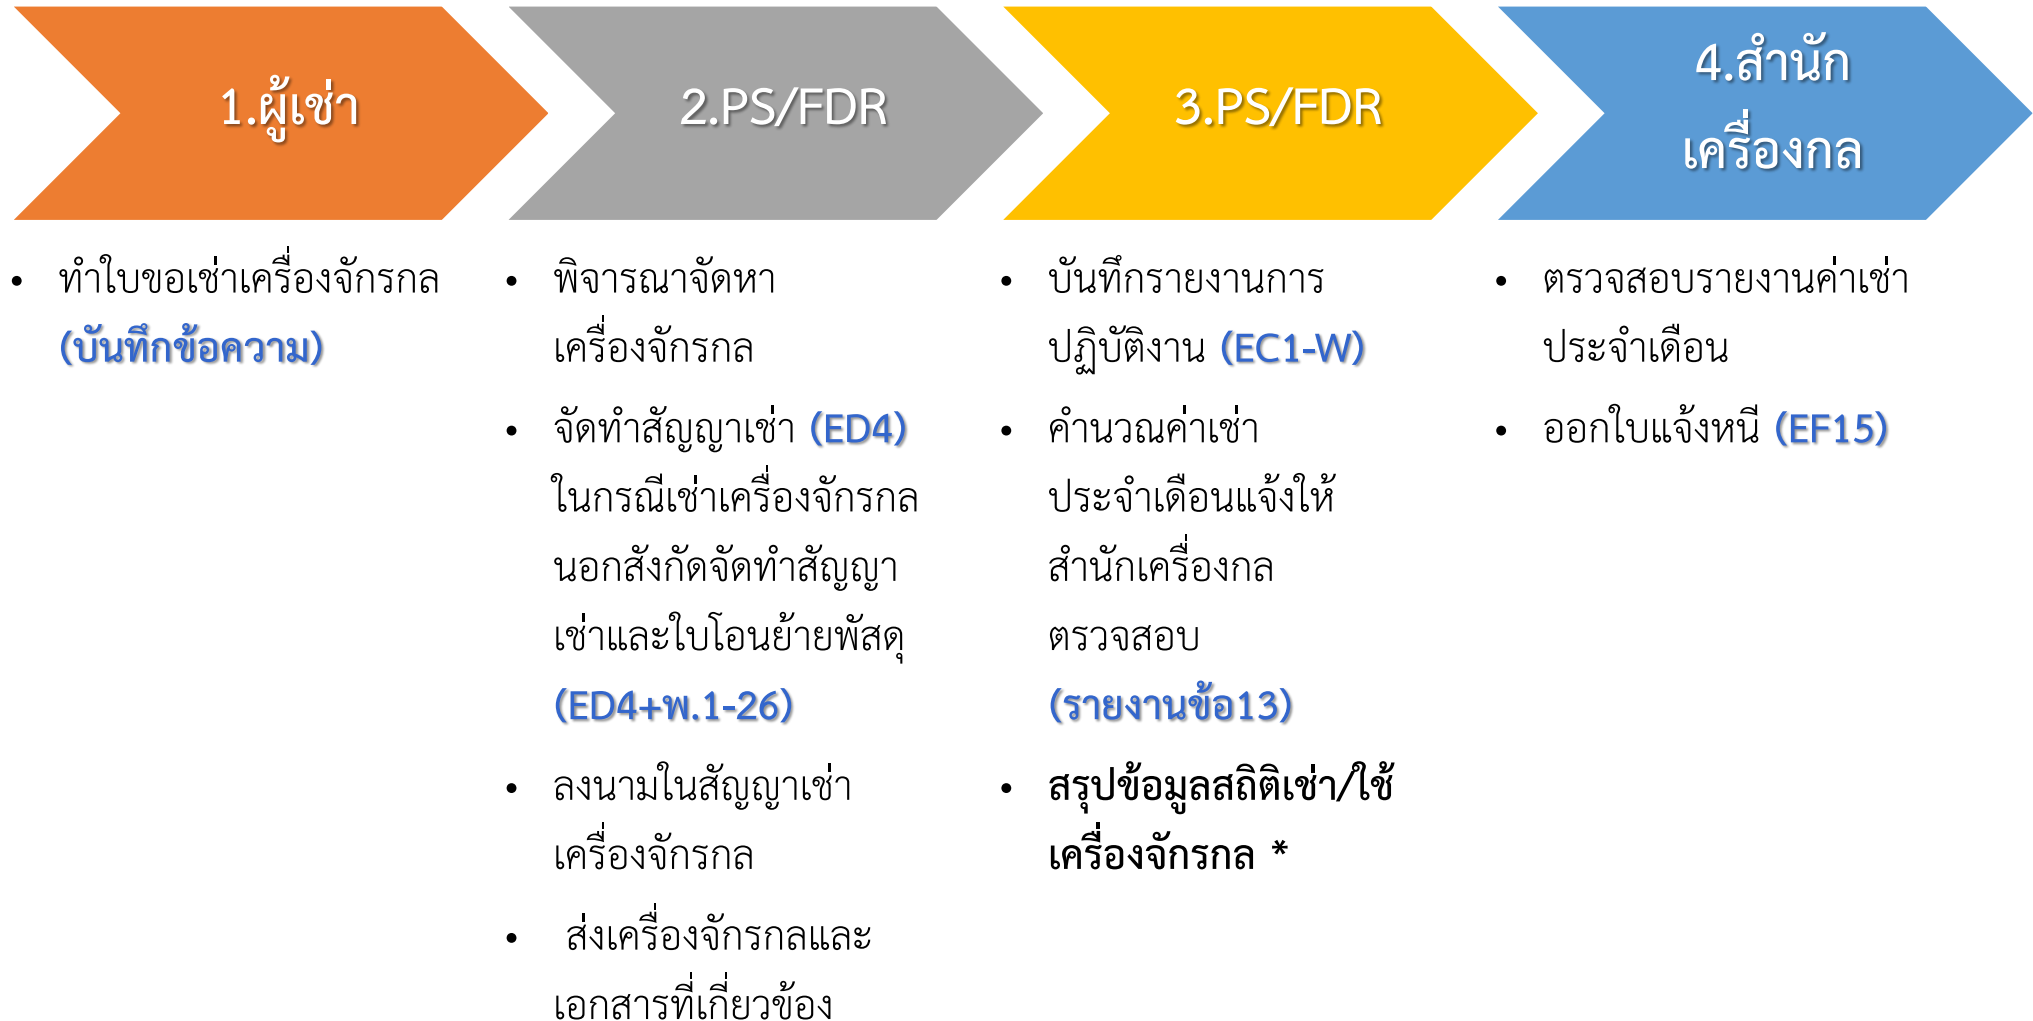 1.ผู้เช่า
ทำใบขอเช่าเครื่องจักรกล
(บันทึกข้อความ)
2.PS/FDR
พิจารณาจัดหา
เครื่องจักรกล
จัดทำสัญญาเช่า (ED4)
ในกรณีเช่าเครื่องจักรกล
นอกสังกัดจัดทำสัญญา
เช่าและใบโอนย้ายพัสดุ
(ED4+พ.1-26)
ลงนามในสัญญาเช่า
เครื่องจักรกล
ส่งเครื่องจักรกลและ
เอกสารที่เกี่ยวข้อง
3.PS/FDR
บันทึกรายงานการ
ปฏิบัติงาน (EC1-W)
คำนวณค่าเช่า
ประจำเดือนแจ้งให้
สำนักเครื่องกล
ตรวจสอบ
(รายงานข้อ13)
สรุปข้อมูลสถิติเช่า/ใช้
เครื่องจักรกล *
4.สำนัก
เครื่องกล
ตรวจสอบรายงานค่าเช่า
ประจำเดือน
ออกใบแจ้งหนี (EF15)